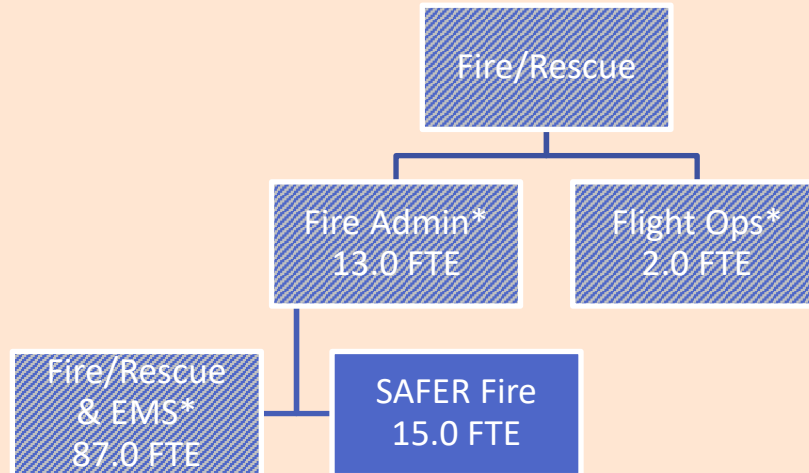 Fire/Rescue
Fire Admin*
13.0 FTE
Flight Ops*
2.0 FTE
Fire/Rescue
& EMS*
87.0 FTE
SAFER Fire
15.0 FTE